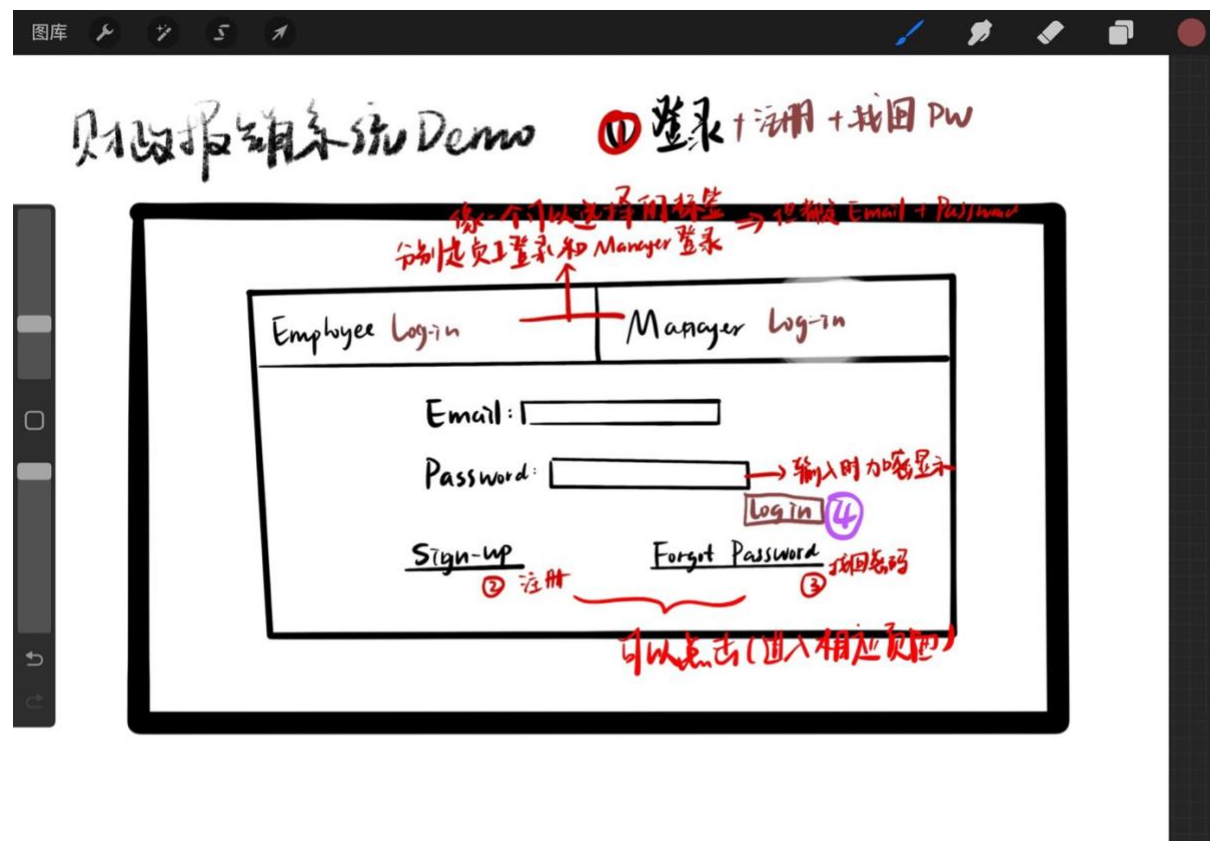 图库
财政报销系统Demo ① 登录+注册+找回PW
像一个可以选择的标签 ⇒ 但都是Email + Password
分别是员工登录和Manager登录
Employee Log-in Manager Log-in
Email:
Password: → 输入时加密显示
Log in ④
Sign-up Forgot Password
② 注册 ③ 找回密码
可以点击(进入相应页面)